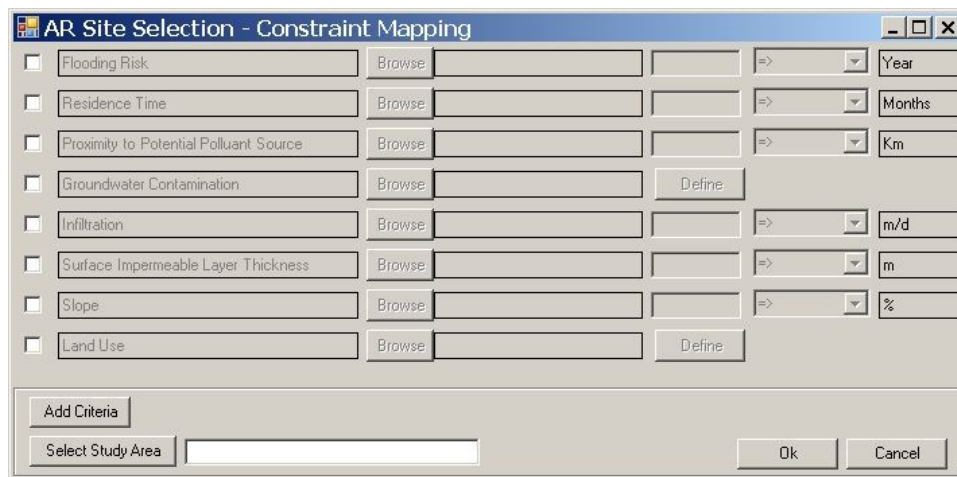 AR Site Selection - Constraint Mapping
Flooding Risk Browse => Year
Residence Time Browse => Months
Proximity to Potential Polluant Source Browse => Km
Groundwater Contamination Browse Define
Infiltration Browse => m/d
Surface Impermeable Layer Thickness Browse => m
Slope Browse => %
Land Use Browse Define
Add Criteria
Select Study Area Ok Cancel